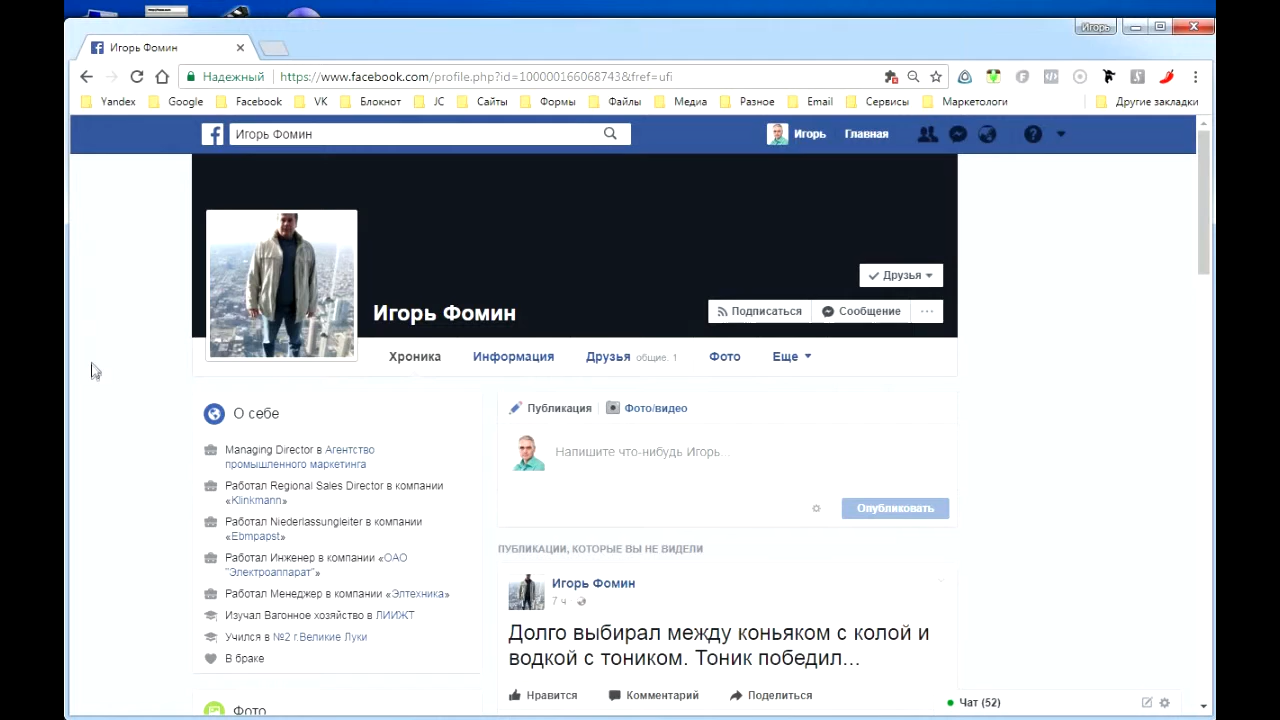 Игорь
Игорь Фомин
Надежный https://www.facebook.com/profile.php?id=100000166068743&fref=ufi
Yandex Google Facebook VK Блокнот JC Сайты Формы Файлы Медиа Разное Email Сервисы Маркетологи Другие закладки
Игорь Фомин Игорь Главная
Друзья
Игорь Фомин Подписаться Сообщение
Хроника Информация Друзья общие. 1 Фото Еще
О себе
Managing Director в Агентство
промышленного маркетинга
Работал Regional Sales Director в компании
«Klinkmann»
Работал Niederlassungleiter в компании
«Ebmpapst»
Работал Инженер в компании «ОАО
"Электроаппарат"»
Работал Менеджер в компании «Элтехника»
Изучал Вагонное хозяйство в ЛИИЖТ
Учился в №2 г.Великие Луки
В браке
Фото
Публикация Фото/видео
Напишите что-нибудь Игорь...
Опубликовать
ПУБЛИКАЦИИ, КОТОРЫЕ ВЫ НЕ ВИДЕЛИ
Игорь Фомин
7 ч
Долго выбирал между коньяком с колой и
водкой с тоником. Тоник победил...
Нравится Комментарий Поделиться
Чат (52)